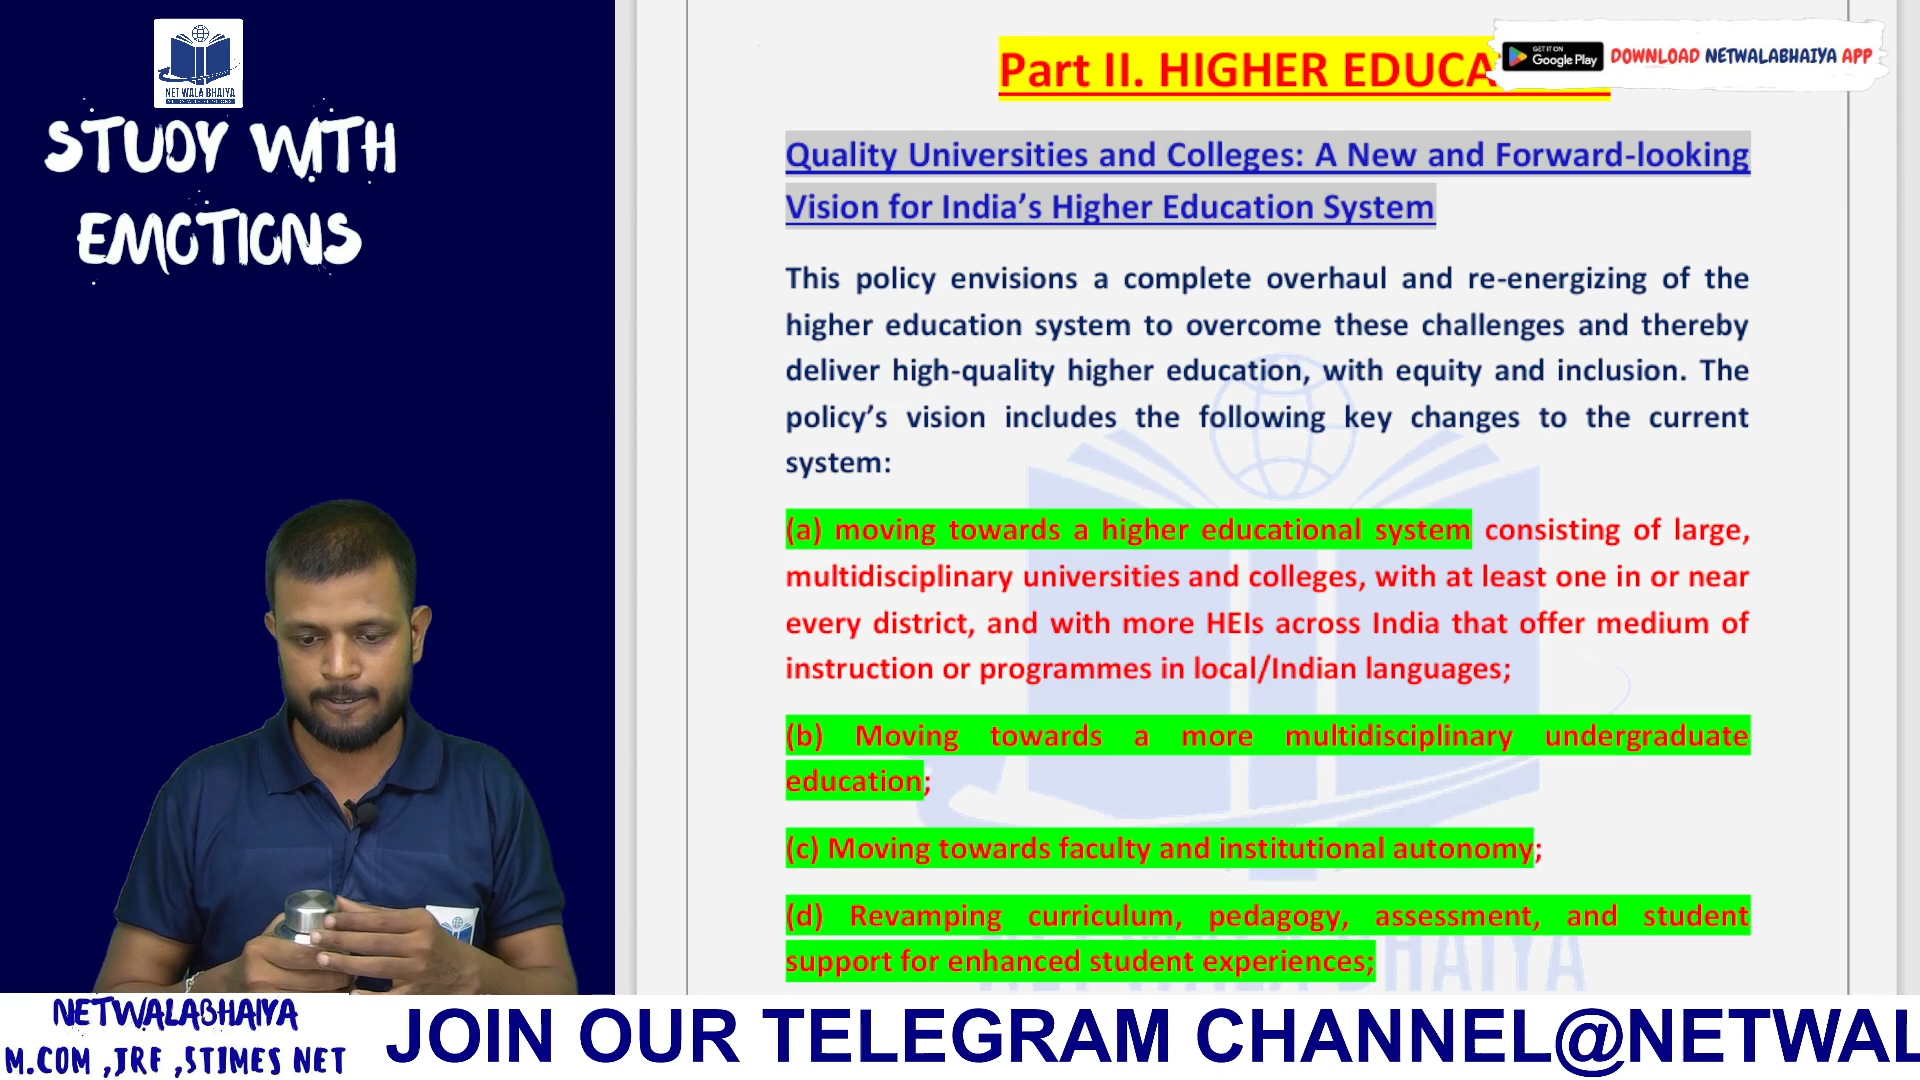 NET WALA BHAIYA
STUDY WITH
EMOTIONS
Part II. HIGHER EDUCA
GET IT ON
Google Play
DOWNLOAD NETWALABHAIYA APP
Quality Universities and Colleges: A New and Forward-looking
Vision for India’s Higher Education System
This policy envisions a complete overhaul and re-energizing of the
higher education system to overcome these challenges and thereby
deliver high-quality higher education, with equity and inclusion. The
policy’s vision includes the following key changes to the current
system:
(a) moving towards a higher educational system consisting of large,
multidisciplinary universities and colleges, with at least one in or near
every district, and with more HEIs across India that offer medium of
instruction or programmes in local/Indian languages;
(b) Moving towards a more multidisciplinary undergraduate
education;
(c) Moving towards faculty and institutional autonomy;
(d) Revamping curriculum, pedagogy, assessment, and student
support for enhanced student experiences;
BHAIYA
NETWALABHAIYA
M.COM ,JRF ,5TIMES NET
JOIN OUR TELEGRAM CHANNEL@NETWAL